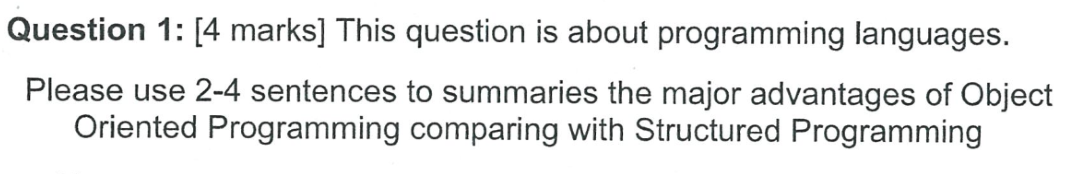 Question 1: [4 marks] This question is about programming languages.
Please use 2-4 sentences to summaries the major advantages of Object
Oriented Programming comparing with Structured Programming